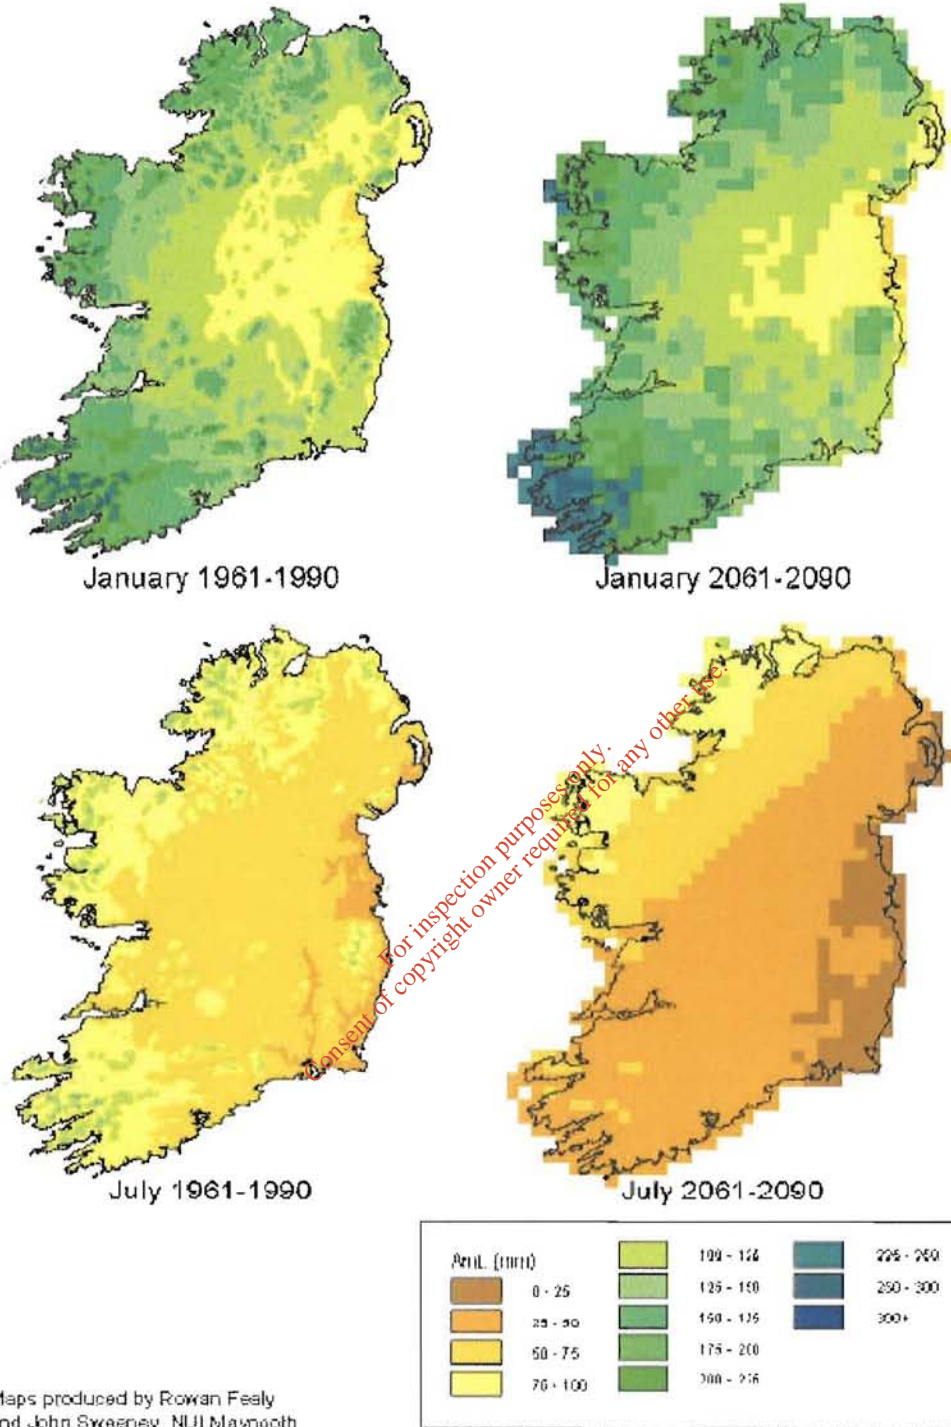 January 1961-1990
January 2061-2090
For inspection purposes only.
Consent of copyright owner required for any other use.
July 1961-1990
July 2061-2090
Amt. (mm)
0 - 25
25 - 50
50 - 75
75 - 100
100 - 125
125 - 150
150 - 175
175 - 200
200 - 225
225 - 250
250 - 300
300+
Maps produced by Rowan Fealy
and John Sweeney, NUI Maynooth